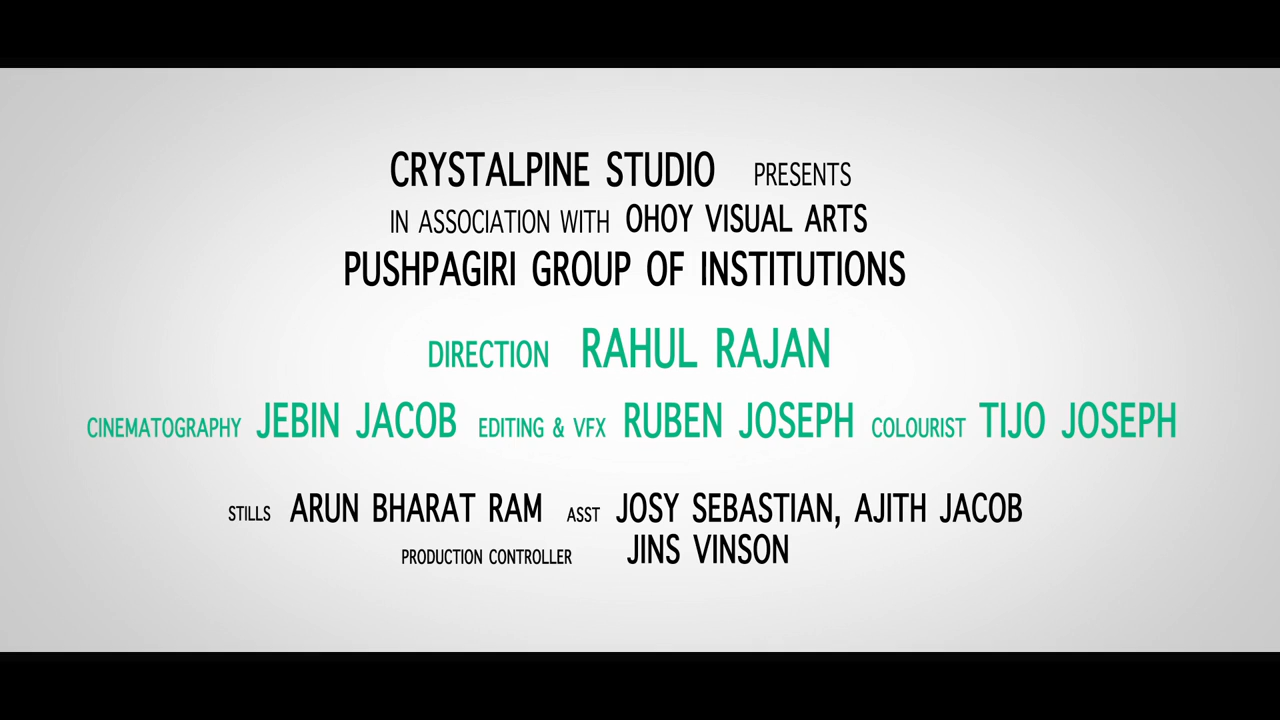 CRYSTALPINE STUDIO PRESENTS
IN ASSOCIATION WITH OHOY VISUAL ARTS
PUSHPAGIRI GROUP OF INSTITUTIONS
DIRECTION RAHUL RAJAN
CINEMATOGRAPHY JEBIN JACOB EDITING & VFX RUBEN JOSEPH COLOURIST TIJO JOSEPH
STILLS ARUN BHARAT RAM ASST JOSY SEBASTIAN, AJITH JACOB
PRODUCTION CONTROLLER JINS VINSON